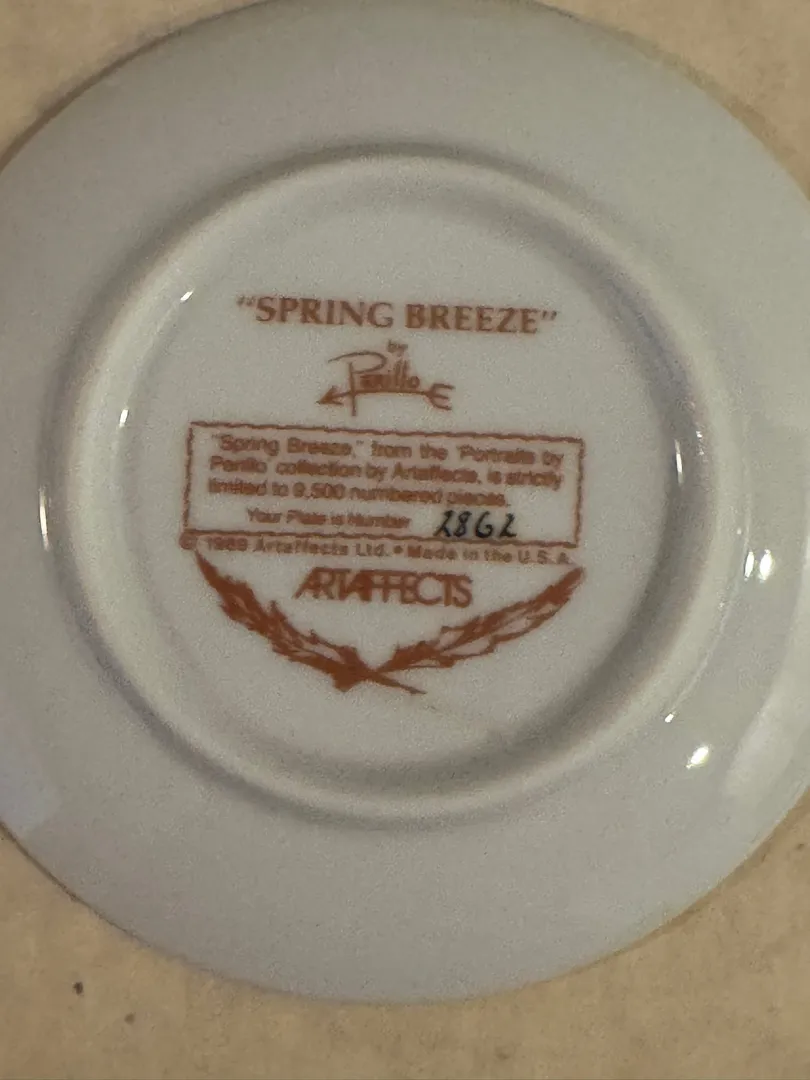 "SPRING BREEZE"
by
Perillo
"Spring Breeze," from the 'Portraits by
Perillo' collection by Artaffects, is strictly
limited to 9,500 numbered pieces.
Your Plate is Number 2862
© 1989 Artaffects Ltd. • Made in the U.S.A.
ARTAFFECTS